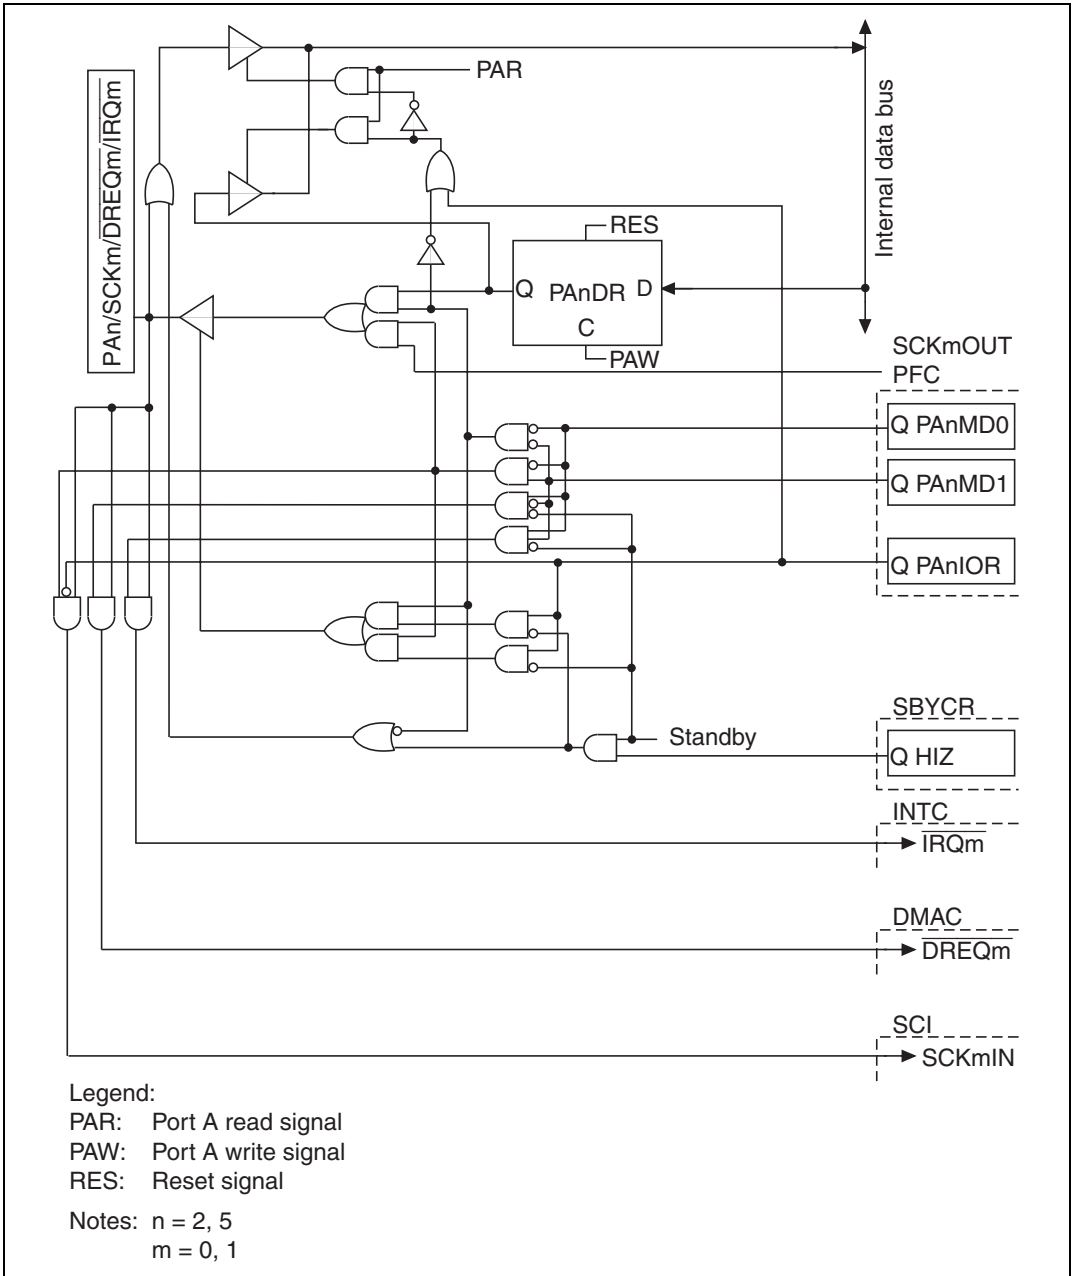 PAn/SCKm/DREQm/IRQm
PAR
Internal data bus
RES
Q PAnDR D
C
PAW
SCKmOUT
PFC
Q PAnMD0
Q PAnMD1
Q PAnIOR
SBYCR
Standby
Q HIZ
INTC
IRQm
DMAC
DREQm
SCI
SCKmIN
Legend:
PAR: Port A read signal
PAW: Port A write signal
RES: Reset signal
Notes: n = 2, 5
m = 0, 1